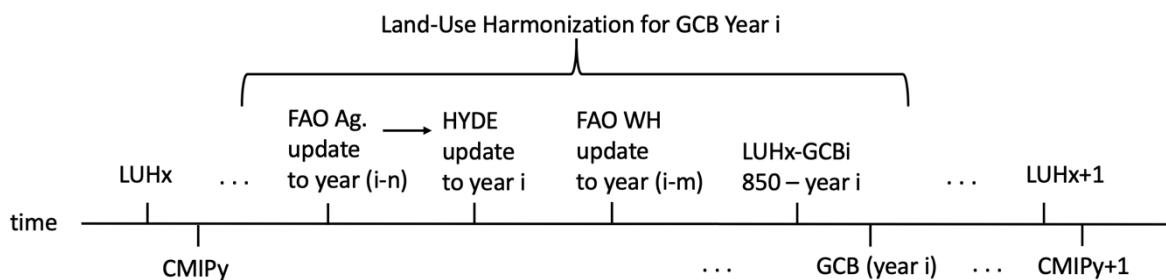 Land-Use Harmonization for GCB Year i
FAO Ag.
update
to year (i-n)
HYDE
update
to year i
FAO WH
update
to year (i-m)
LUHx-GCBi
850 – year i
LUHx
. . .
. . .
LUHx+1
time
CMIPy
. . .
GCB (year i)
. . .
CMIPy+1